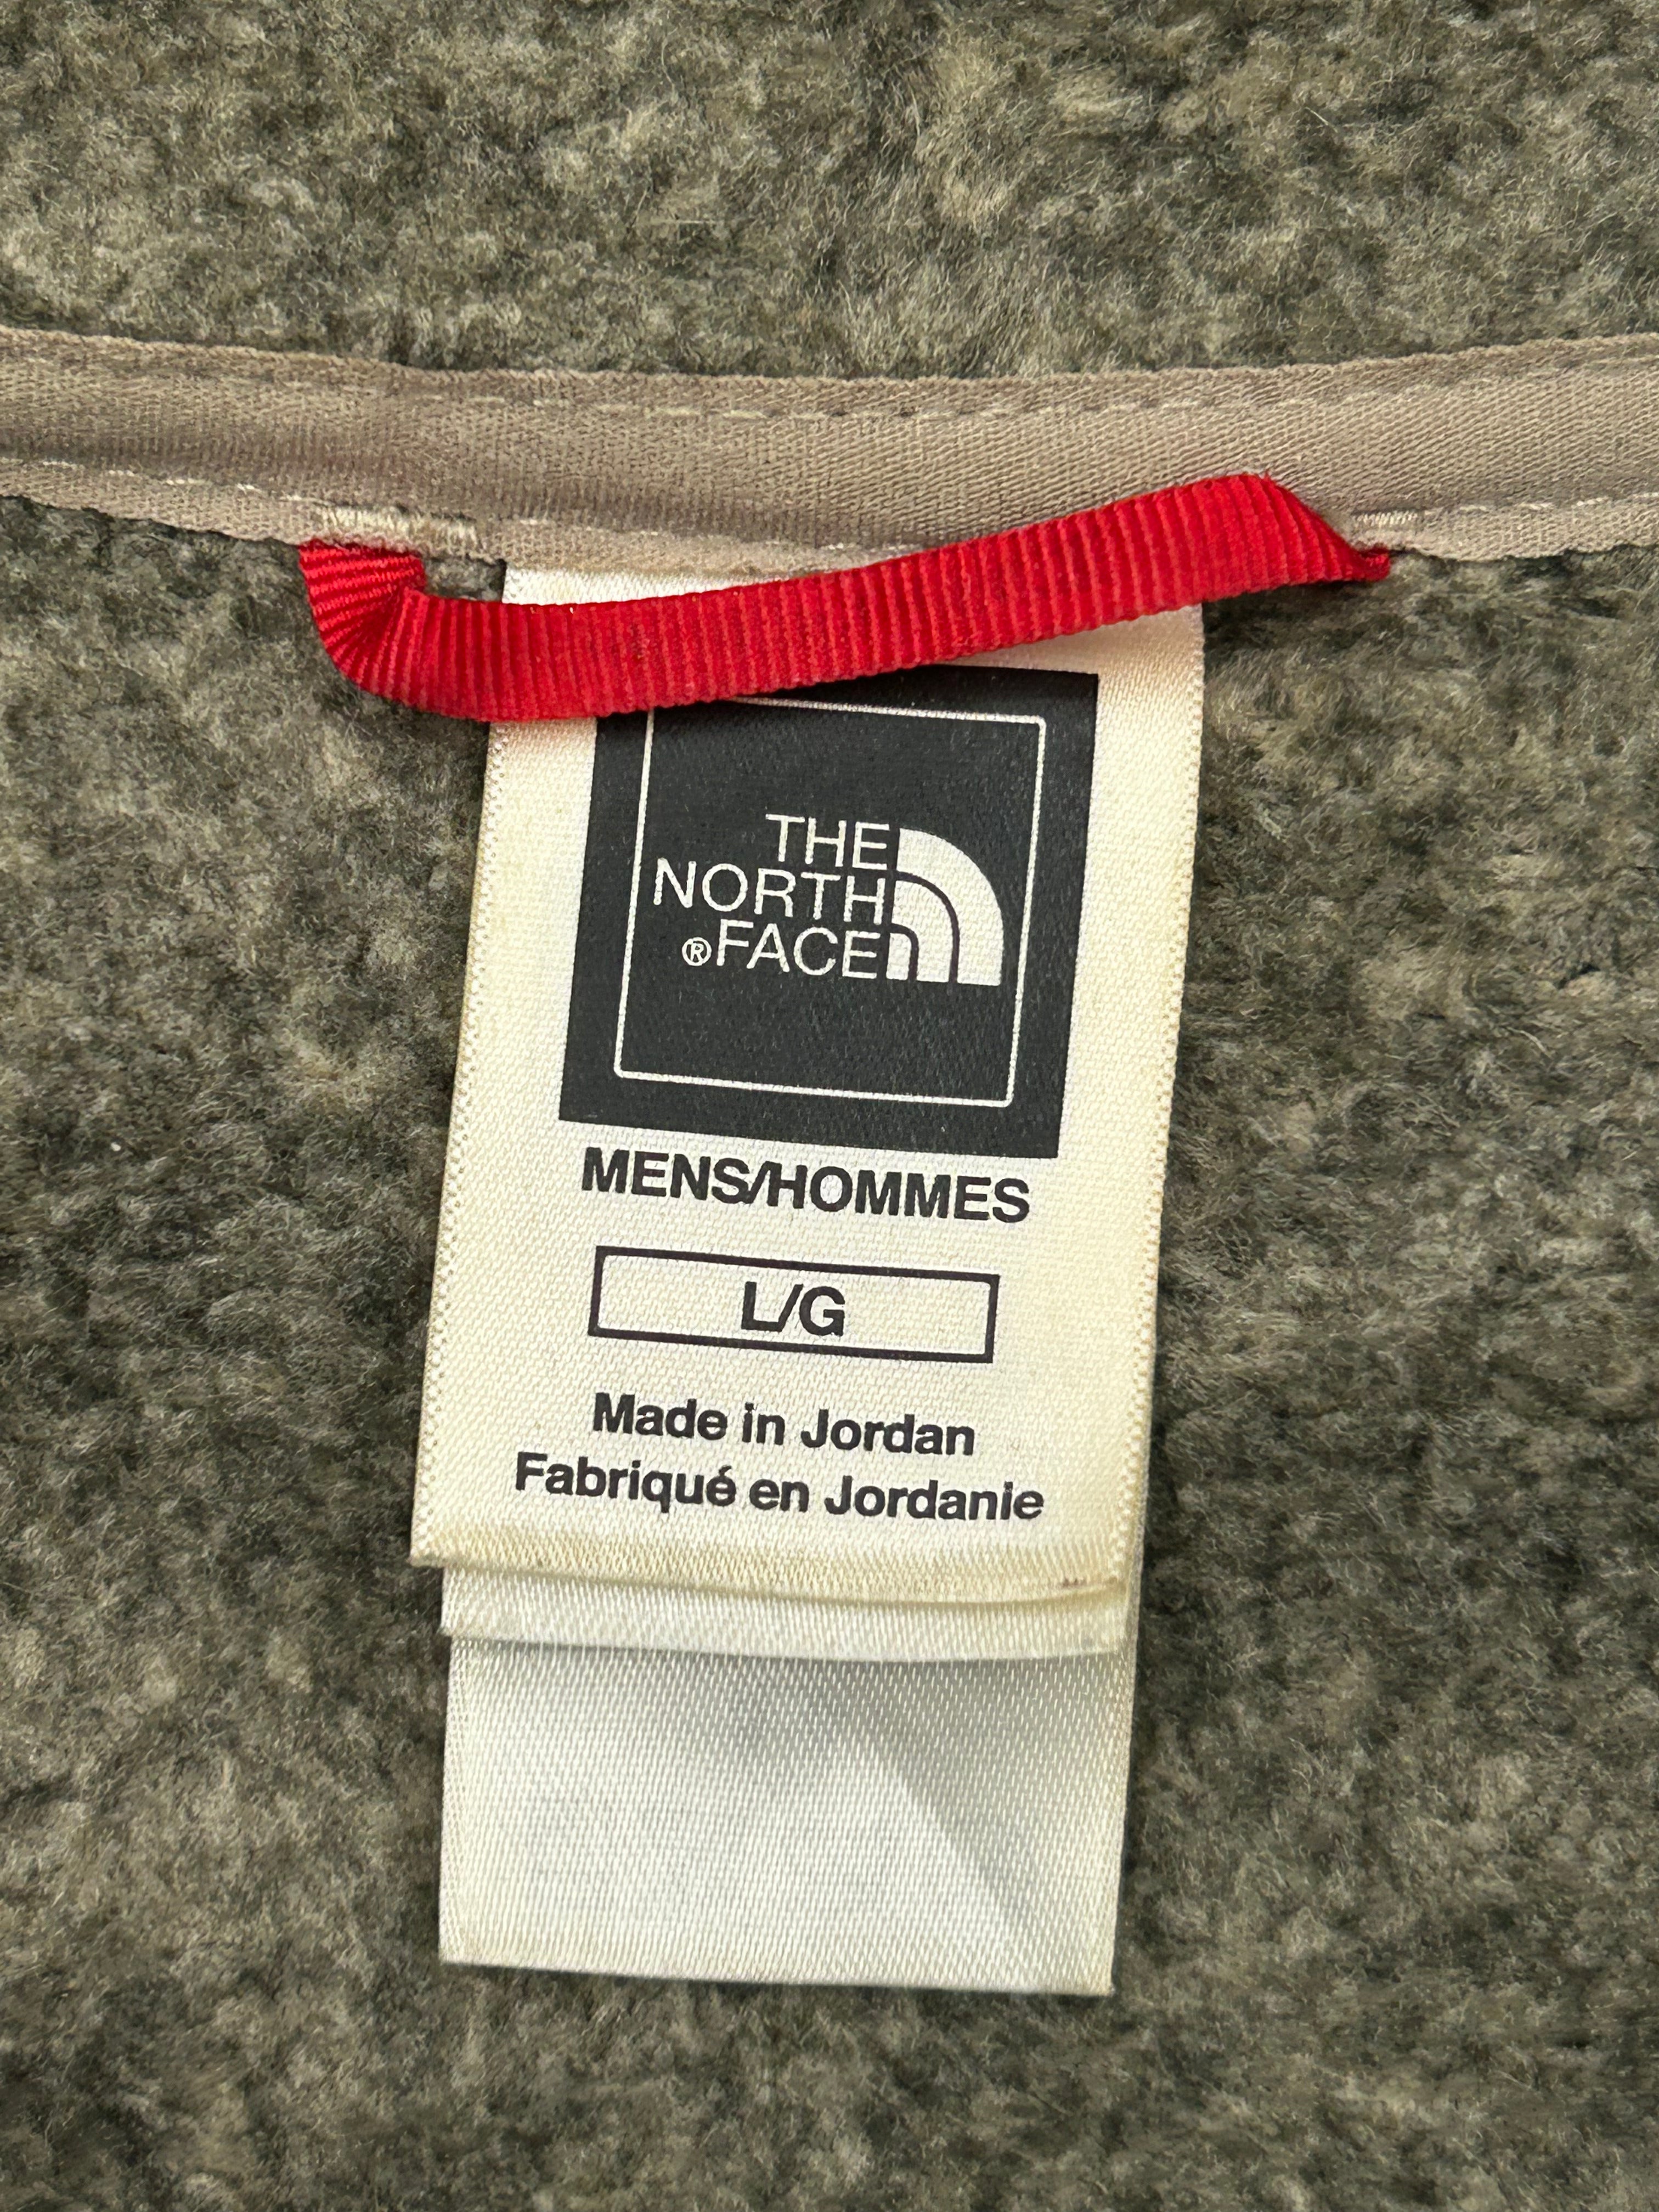 THE
NORTH
®FACE
MENS/HOMMES
L/G
Made in Jordan
Fabriqué en Jordanie